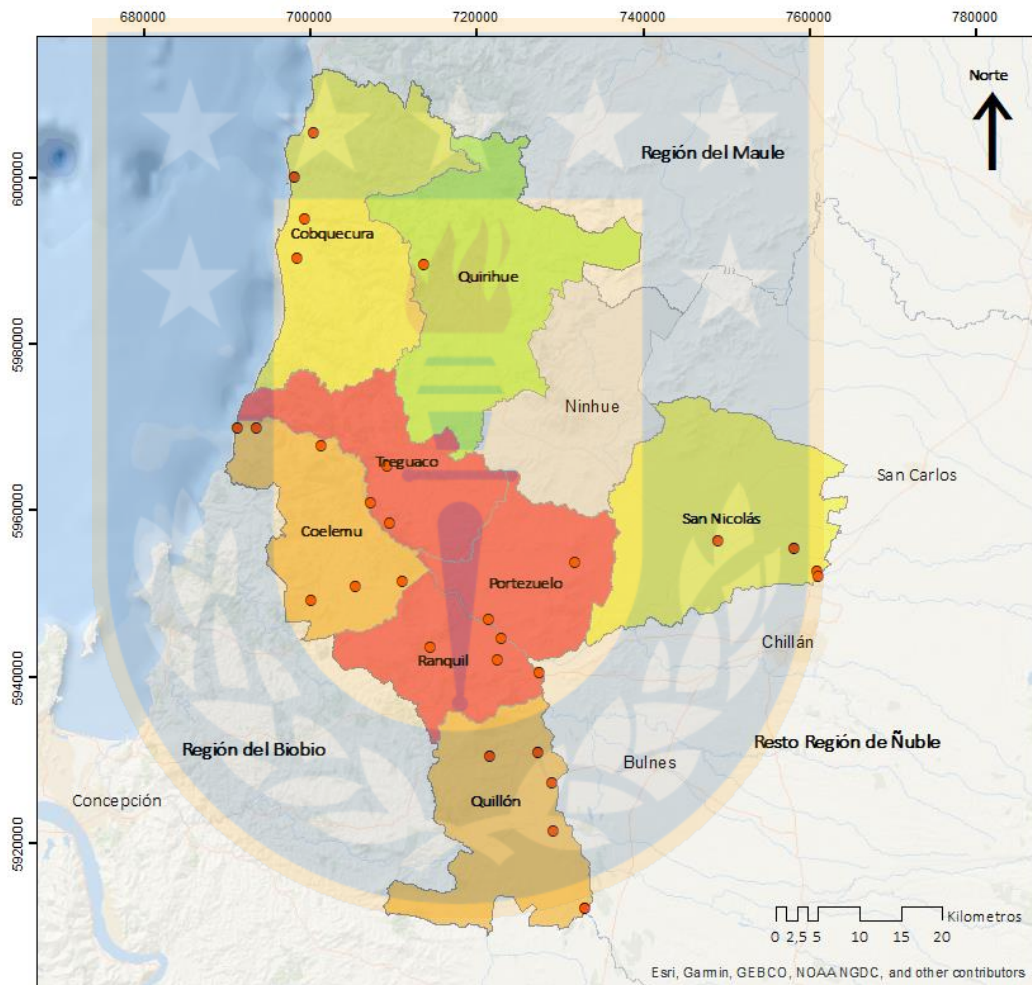 680000 700000 720000 740000 760000 780000
Norte
Región del Maule
6000000
Cobquecura
Quirihue
5980000
Ninhue
Treguaco
San Carlos
San Nicolás
5960000
Coelemu
Portezuelo
Chillán
Ranquil
5940000
Región del Biobio
Resto Región de Ñuble
Bulnes
Concepción
Quillón
5920000
Kilometros
0 2,5 5 10 15 20
Esri, Garmin, GEBCO, NOAA NGDC, and other contributors